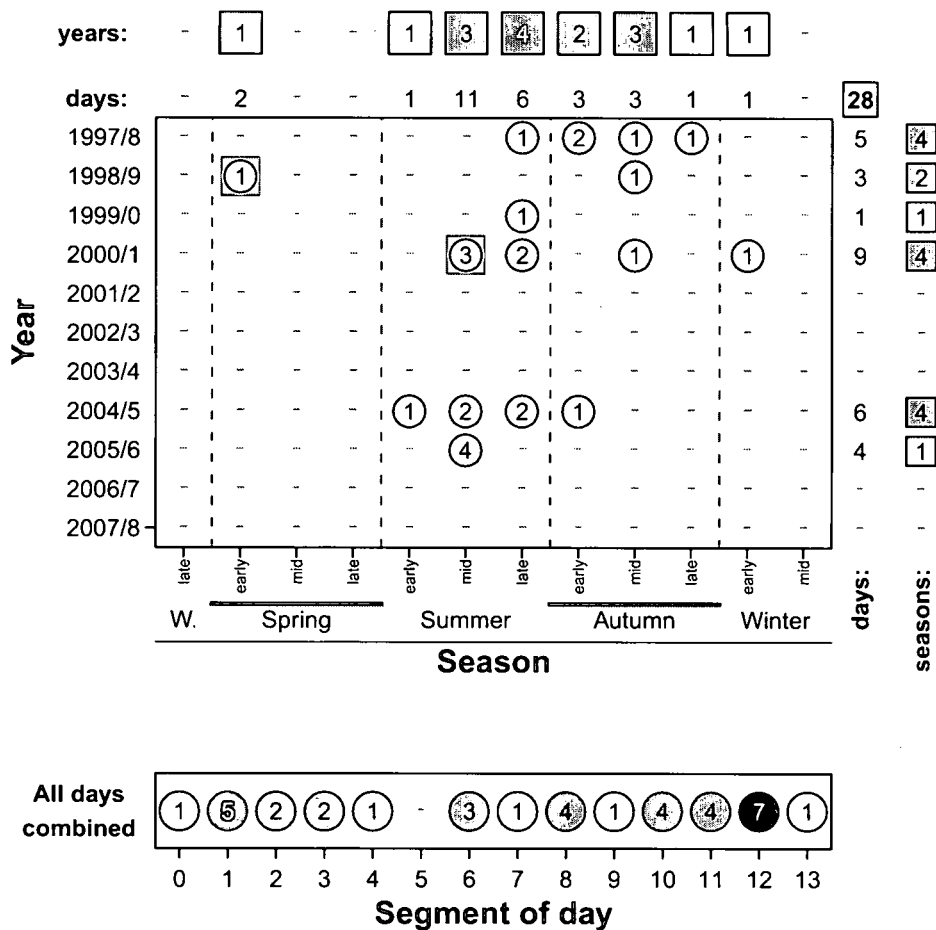 years: - 1 - - 1 3 4 2 3 1 1 -
days: - 2 - - 1 11 6 3 3 1 1 - 28
1997/8 - - - - - - 1 2 1 1 - - 5 4
1998/9 - 1 - - - - - - 1 - - - 3 2
1999/0 - - - - - - 1 - - - - - 1 1
2000/1 - - - - - 3 2 - 1 - 1 - 9 4
2001/2 - - - - - - - - - - - - - -
2002/3 - - - - - - - - - - - - - -
2003/4 - - - - - - - - - - - - - -
2004/5 - - - - 1 2 2 1 - - - - 6 4
2005/6 - - - - - 4 - - - - - - 4 1
2006/7 - - - - - - - - - - - - - -
2007/8 - - - - - - - - - - - - - -
Year
late early mid late early mid late early mid late early mid
W. Spring Summer Autumn Winter
days: seasons:
Season
All days
combined
1 5 2 2 1 - 3 1 4 1 4 4 7 1
0 1 2 3 4 5 6 7 8 9 10 11 12 13
Segment of day